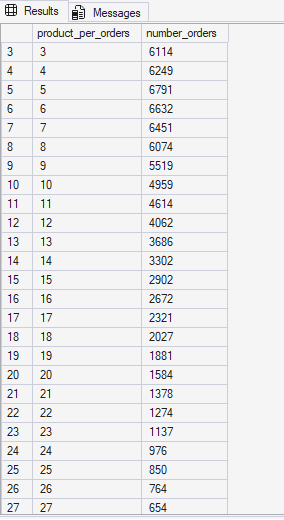 Results Messages
product_per_orders number_orders
3 3 6114
4 4 6249
5 5 6791
6 6 6632
7 7 6451
8 8 6074
9 9 5519
10 10 4959
11 11 4614
12 12 4062
13 13 3686
14 14 3302
15 15 2902
16 16 2672
17 17 2321
18 18 2027
19 19 1881
20 20 1584
21 21 1378
22 22 1274
23 23 1137
24 24 976
25 25 850
26 26 764
27 27 654